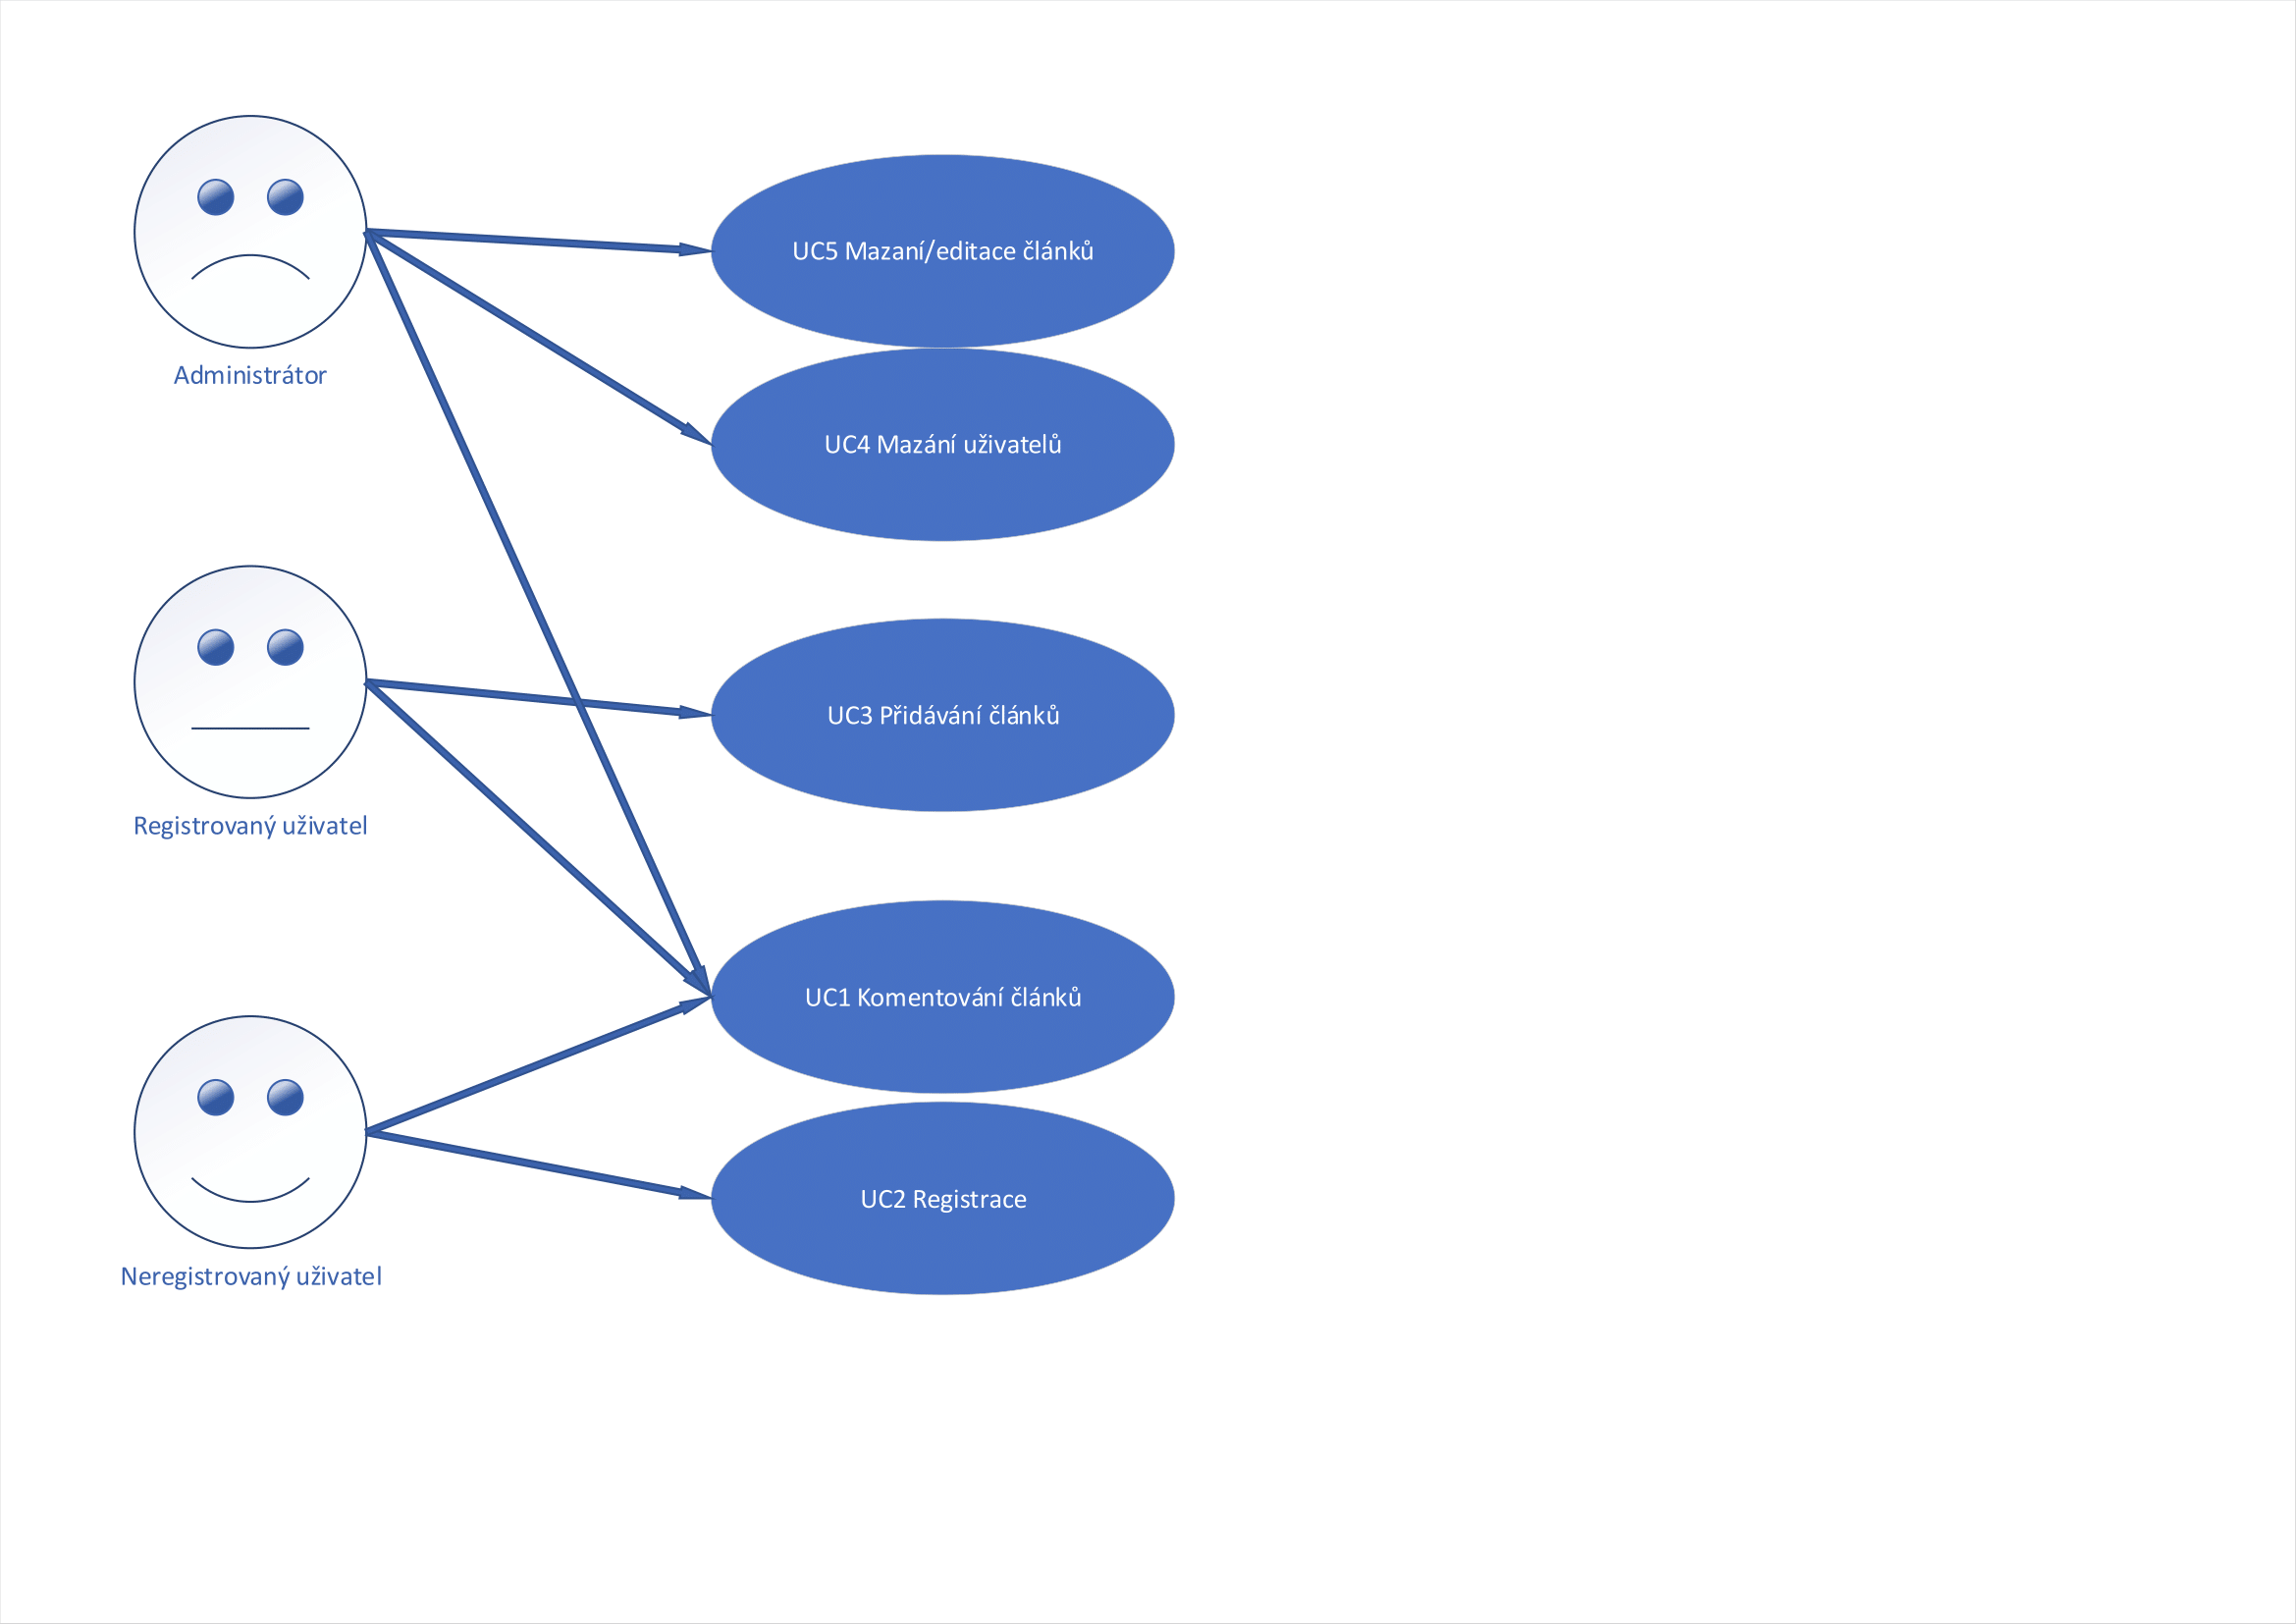 UC5 Mazaní/editace článků
Administrátor
UC4 Mazání uživatelů
UC3 Přidávání článků
Registrovaný uživatel
UC1 Komentování článků
UC2 Registrace
Neregistrovaný uživatel